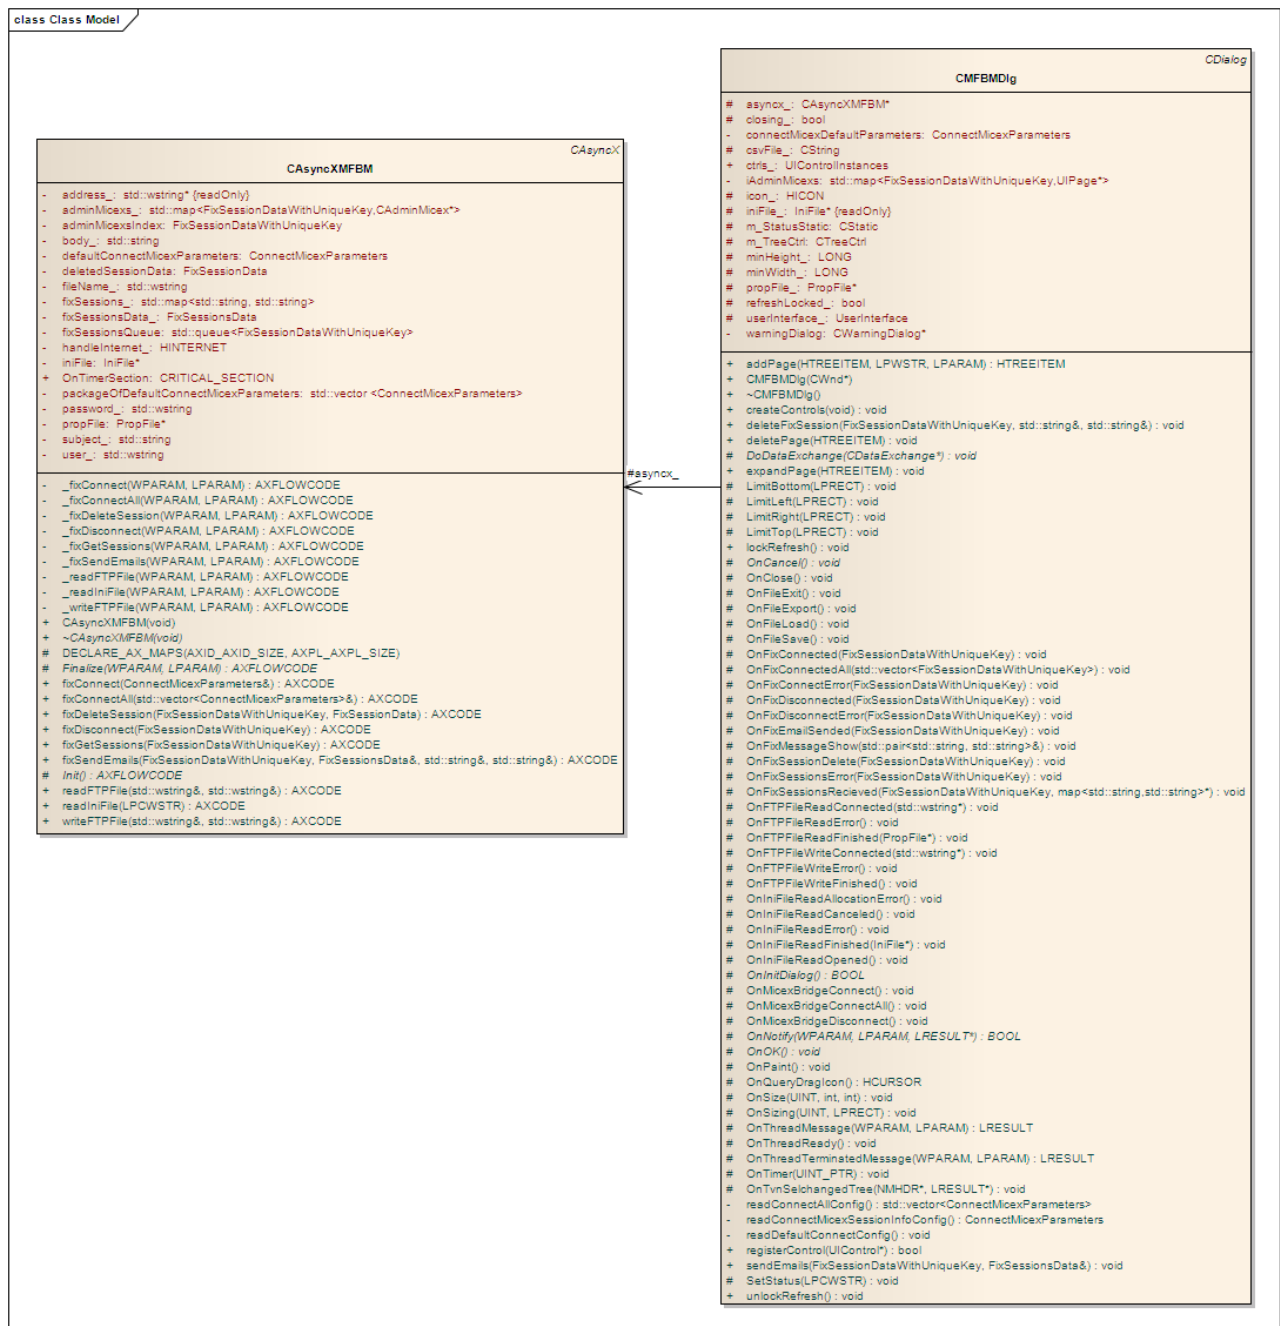 class Class Model
CAsyncX
CAsyncXMFBM
- address_: std::wstring* {readOnly}
- adminMicexs_: std::map<FixSessionDataWithUniqueKey,CAdminMicex*>
- adminMicexsIndex: FixSessionDataWithUniqueKey
- body_: std::string
- defaultConnectMicexParameters: ConnectMicexParameters
- deletedSessionData: FixSessionData
- fileName_: std::wstring
- fixSessions_: std::map<std::string, std::string>
- fixSessionsData_: FixSessionsData
- fixSessionsQueue: std::queue<FixSessionDataWithUniqueKey>
- handleInternet_: HINTERNET
- iniFile: IniFile*
+ OnTimerSection: CRITICAL_SECTION
- packageOfDefaultConnectMicexParameters: std::vector <ConnectMicexParameters>
- password_: std::wstring
- propFile: PropFile*
- subject_: std::string
- user_: std::wstring
- _fixConnect(WPARAM, LPARAM) : AXFLOWCODE
- _fixConnectAll(WPARAM, LPARAM) : AXFLOWCODE
- _fixDeleteSession(WPARAM, LPARAM) : AXFLOWCODE
- _fixDisconnect(WPARAM, LPARAM) : AXFLOWCODE
- _fixGetSessions(WPARAM, LPARAM) : AXFLOWCODE
- _fixSendEmails(WPARAM, LPARAM) : AXFLOWCODE
- _readFTPFile(WPARAM, LPARAM) : AXFLOWCODE
- _readIniFile(WPARAM, LPARAM) : AXFLOWCODE
- _writeFTPFile(WPARAM, LPARAM) : AXFLOWCODE
+ CAsyncXMFBM(void)
+ ~CAsyncXMFBM(void)
# DECLARE_AX_MAPS(AXID_AXID_SIZE, AXPL_AXPL_SIZE)
# Finalize(WPARAM, LPARAM) : AXFLOWCODE
+ fixConnect(ConnectMicexParameters&) : AXCODE
+ fixConnectAll(std::vector<ConnectMicexParameters>&) : AXCODE
+ fixDeleteSession(FixSessionDataWithUniqueKey, FixSessionData) : AXCODE
+ fixDisconnect(FixSessionDataWithUniqueKey) : AXCODE
+ fixGetSessions(FixSessionDataWithUniqueKey) : AXCODE
+ fixSendEmails(FixSessionDataWithUniqueKey, FixSessionsData&, std::string&, std::string&) : AXCODE
# Init() : AXFLOWCODE
+ readFTPFile(std::wstring&, std::wstring&) : AXCODE
+ readIniFile(LPCWSTR) : AXCODE
+ writeFTPFile(std::wstring&, std::wstring&) : AXCODE
#asyncx_
CDialog
CMFBMDlg
# asyncx_: CAsyncXMFBM*
# closing_: bool
- connectMicexDefaultParameters: ConnectMicexParameters
# csvFile_: CString
+ ctrls_: UIControlInstances
- iAdminMicexs: std::map<FixSessionDataWithUniqueKey,UIPage*>
# icon_: HICON
# iniFile_: IniFile* {readOnly}
# m_StatusStatic: CStatic
# m_TreeCtrl: CTreeCtrl
# minHeight_: LONG
# minWidth_: LONG
# propFile_: PropFile*
# refreshLocked_: bool
# userInterface_: UserInterface
- warningDialog: CWarningDialog*
+ addPage(HTREEITEM, LPWSTR, LPARAM) : HTREEITEM
+ CMFBMDlg(CWnd*)
+ ~CMFBMDlg()
+ createControls(void) : void
+ deleteFixSession(FixSessionDataWithUniqueKey, std::string&, std::string&) : void
+ deletePage(HTREEITEM) : void
# DoDataExchange(CDataExchange*) : void
+ expandPage(HTREEITEM) : void
# LimitBottom(LPRECT) : void
# LimitLeft(LPRECT) : void
# LimitRight(LPRECT) : void
# LimitTop(LPRECT) : void
+ lockRefresh() : void
# OnCancel() : void
# OnClose() : void
# OnFileExit() : void
# OnFileExport() : void
# OnFileLoad() : void
# OnFileSave() : void
# OnFixConnected(FixSessionDataWithUniqueKey) : void
# OnFixConnectedAll(std::vector<FixSessionDataWithUniqueKey>) : void
# OnFixConnectError(FixSessionDataWithUniqueKey) : void
# OnFixDisconnected(FixSessionDataWithUniqueKey) : void
# OnFixDisconnectError(FixSessionDataWithUniqueKey) : void
# OnFixEmailSended(FixSessionDataWithUniqueKey) : void
# OnFixMessageShow(std::pair<std::string, std::string>&) : void
# OnFixSessionDelete(FixSessionDataWithUniqueKey) : void
# OnFixSessionsError(FixSessionDataWithUniqueKey) : void
# OnFixSessionsRecieved(FixSessionDataWithUniqueKey, map<std::string,std::string>*) : void
# OnFTPFileReadConnected(std::wstring*) : void
# OnFTPFileReadError() : void
# OnFTPFileReadFinished(PropFile*) : void
# OnFTPFileWriteConnected(std::wstring*) : void
# OnFTPFileWriteError() : void
# OnFTPFileWriteFinished() : void
# OnIniFileReadAllocationError() : void
# OnIniFileReadCanceled() : void
# OnIniFileReadError() : void
# OnIniFileReadFinished(IniFile*) : void
# OnIniFileReadOpened() : void
# OnInitDialog() : BOOL
# OnMicexBridgeConnect() : void
# OnMicexBridgeConnectAll() : void
# OnMicexBridgeDisconnect() : void
# OnNotify(WPARAM, LPARAM, LRESULT*) : BOOL
# OnOK() : void
# OnPaint() : void
# OnQueryDragIcon() : HCURSOR
# OnSize(UINT, int, int) : void
# OnSizing(UINT, LPRECT) : void
# OnThreadMessage(WPARAM, LPARAM) : LRESULT
# OnThreadReady() : void
# OnThreadTerminatedMessage(WPARAM, LPARAM) : LRESULT
# OnTimer(UINT_PTR) : void
# OnTvnSelchangedTree(NMHDR*, LRESULT*) : void
- readConnectAllConfig() : std::vector<ConnectMicexParameters>
- readConnectMicexSessionInfoConfig() : ConnectMicexParameters
- readDefaultConnectConfig() : void
+ registerControl(UIControl*) : bool
+ sendEmails(FixSessionDataWithUniqueKey, FixSessionsData&) : void
# SetStatus(LPCWSTR) : void
+ unlockRefresh() : void